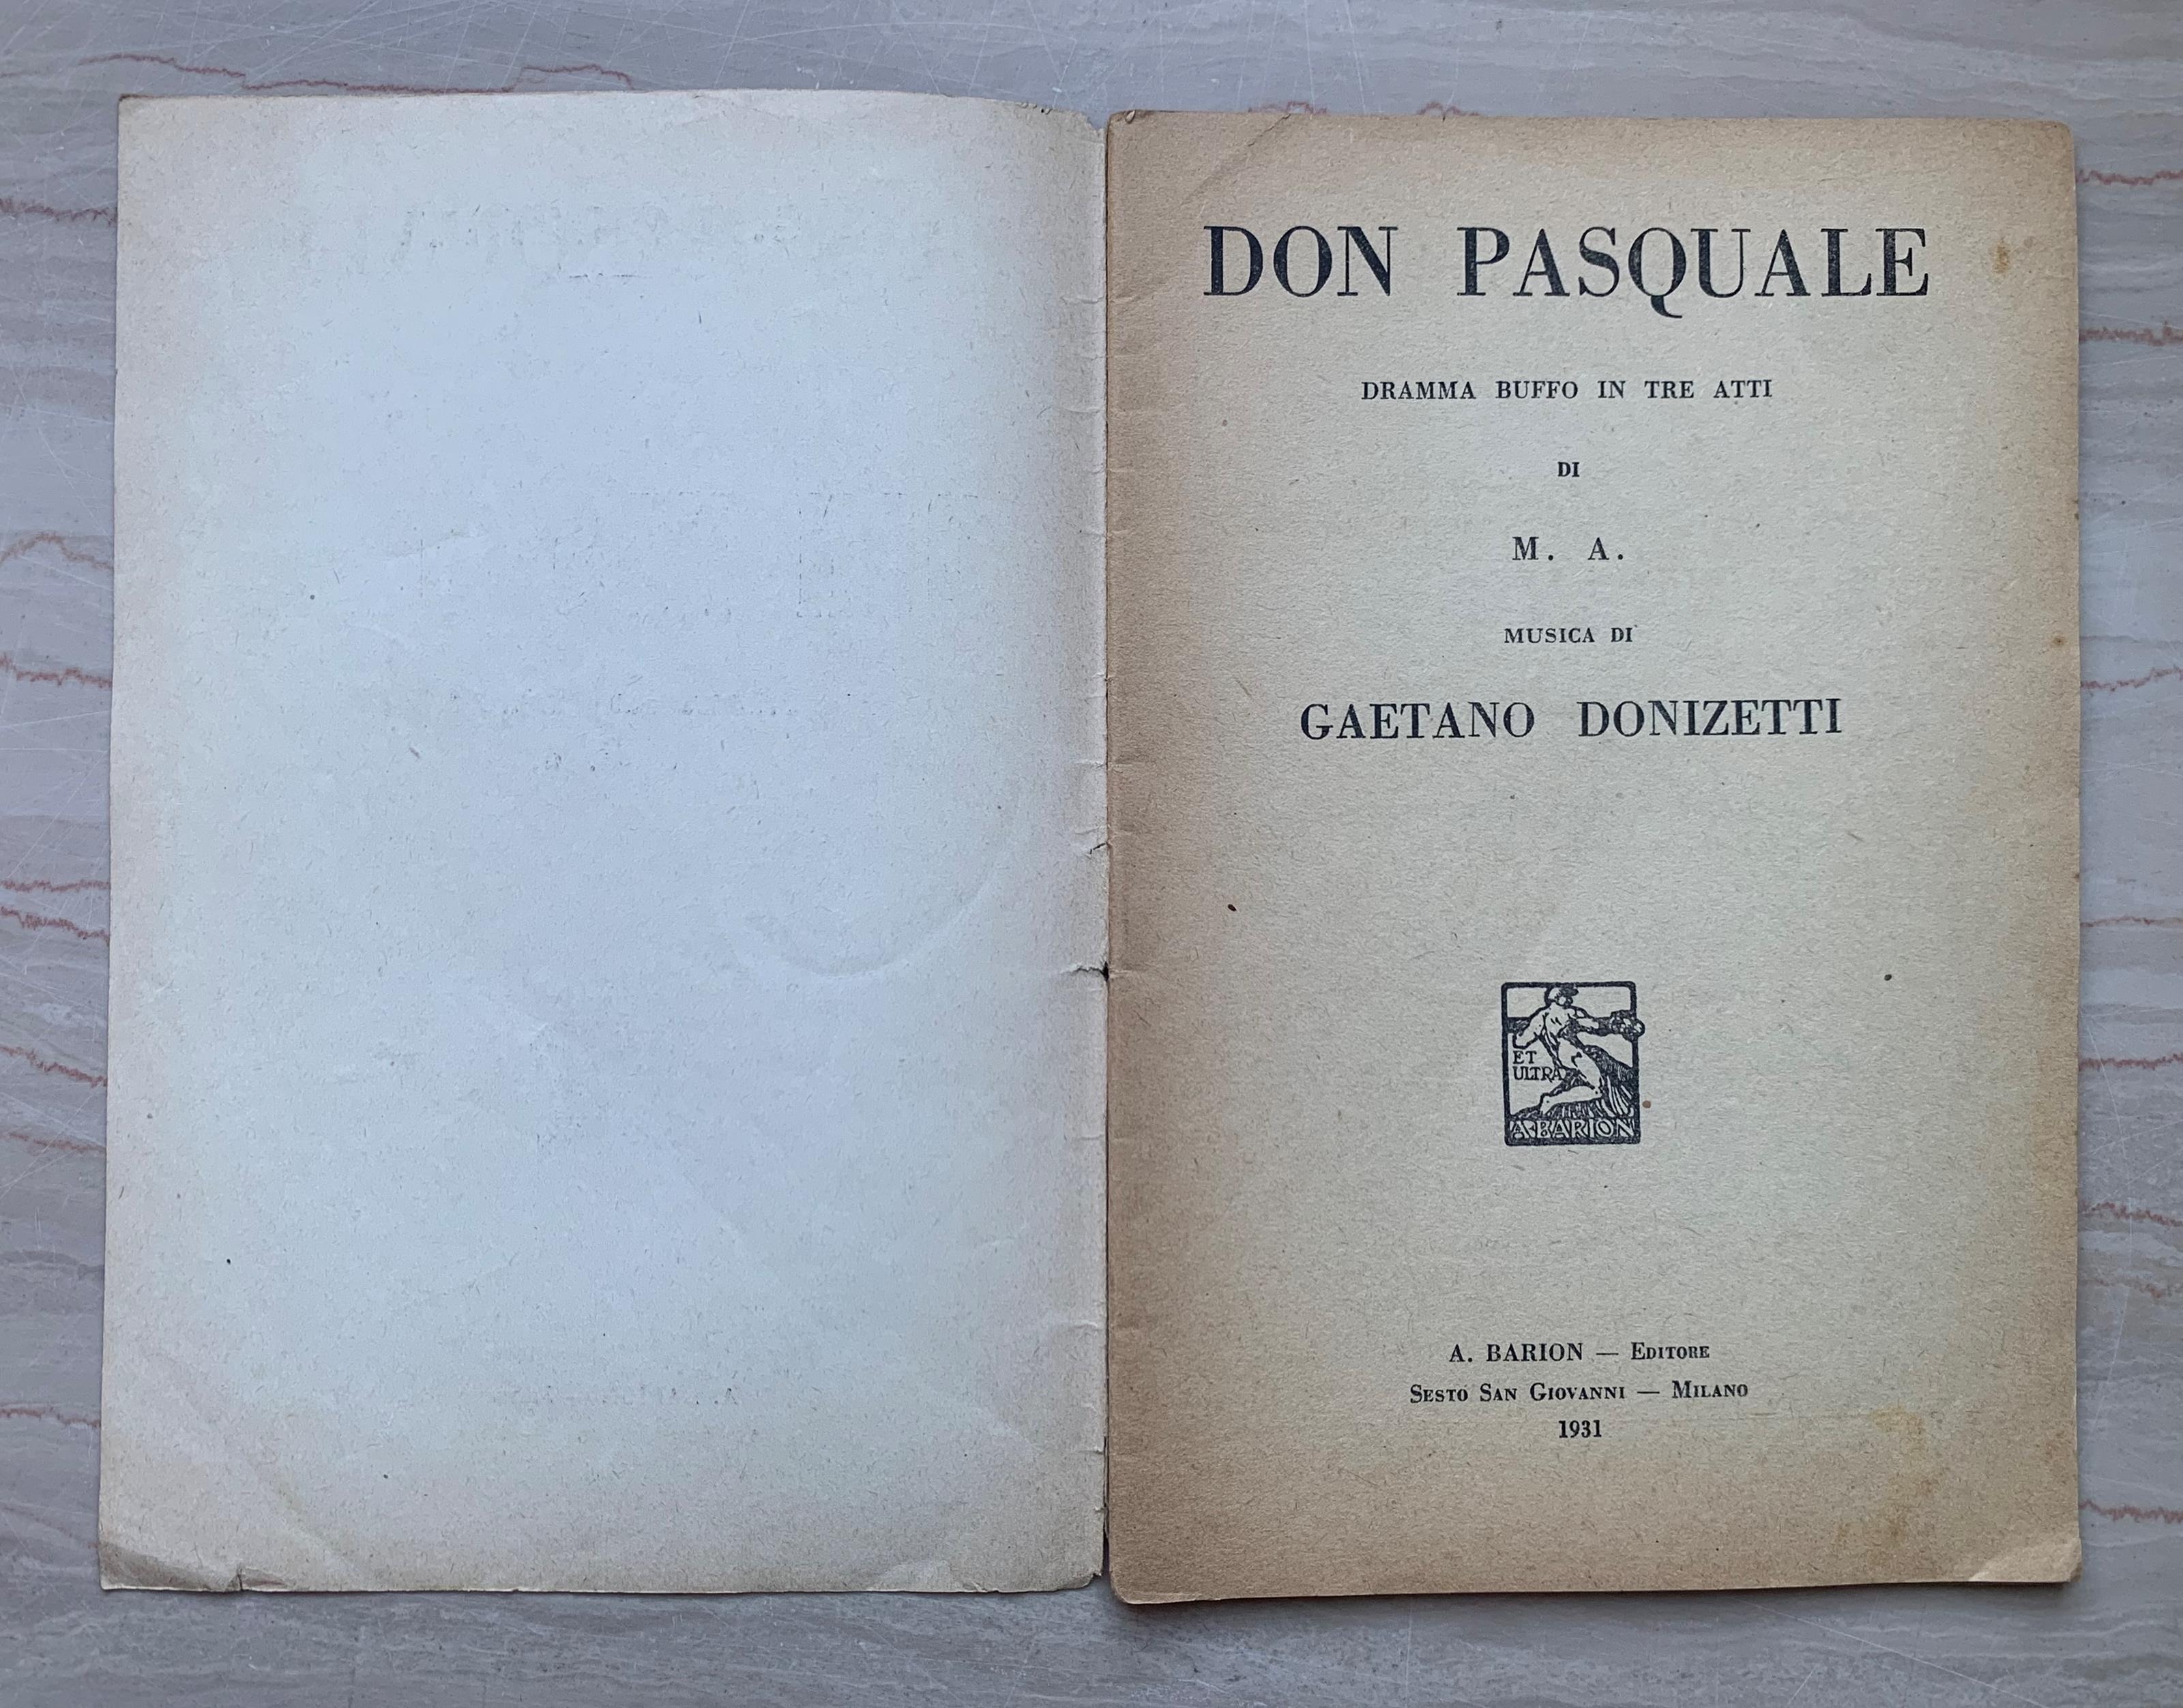 DON PASQUALE
DRAMMA BUFFO IN TRE ATTI
DI
M. A.
MUSICA DI
GAETANO DONIZETTI
ET
ULTRA
A·BARION
A. BARION — EDITORE
SESTO SAN GIOVANNI — MILANO
1931